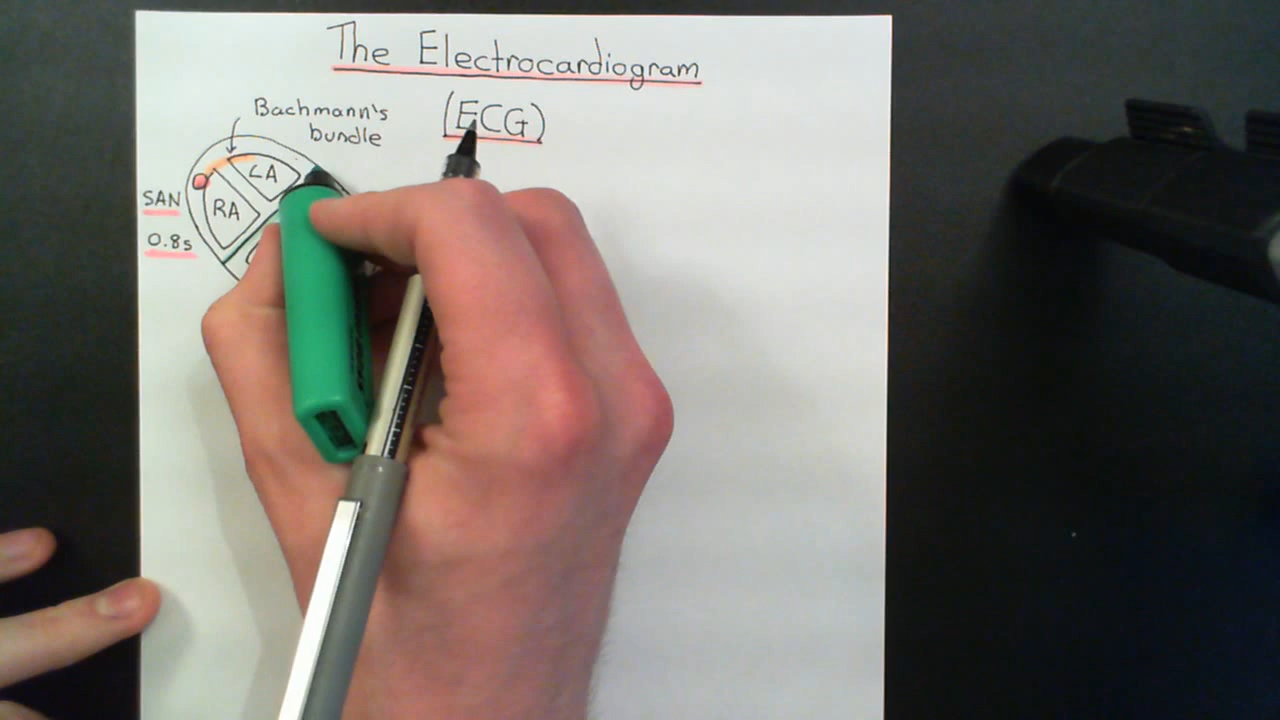 The Electrocardiogram
(ECG)
Bachmann's
bundle
LA
RA
SAN
0.8s